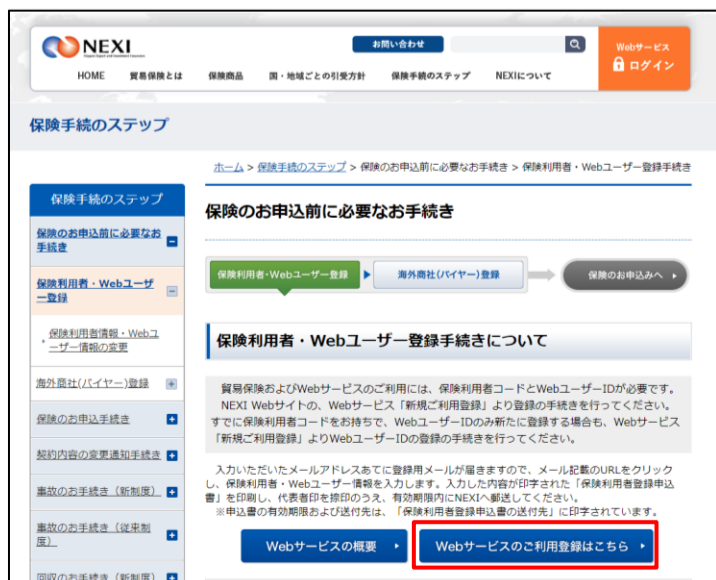 NEXI
お問い合わせ
Webサービス
ログイン
HOME 貿易保険とは 保険商品 国・地域ごとの引受方針 保険手続のステップ NEXIについて
保険手続のステップ
ホーム > 保険手続のステップ > 保険のお申込前に必要なお手続き > 保険利用者・Webユーザー登録手続き
保険手続のステップ
保険のお申込前に必要なお
手続き
保険利用者・Webユーザ
ー登録
保険利用者情報・Webユ
ーザー情報の変更
海外商社(バイヤー)登録
保険のお申込手続き
契約内容の変更通知手続き
事故のお手続き（新制度）
事故のお手続き（従来制
度）
回収のお手続き（新制度）
保険のお申込前に必要なお手続き
保険利用者・Webユーザー登録
海外商社(バイヤー)登録
保険のお申込みへ
保険利用者・Webユーザー登録手続きについて
貿易保険およびWebサービスのご利用には、保険利用者コードとWebユーザーIDが必要です。
NEXI Webサイトの、Webサービス「新規ご利用登録」より登録の手続きを行ってください。
すでに保険利用者コードをお持ちで、WebユーザーIDのみ新たに登録する場合も、Webサービス
「新規ご利用登録」よりWebユーザーIDの登録の手続きを行ってください。
入力いただいたメールアドレスあてに登録用メールが届きますので、メール記載のURLをクリック
し、保険利用者・Webユーザー情報を入力します。入力した内容が印字された「保険利用者登録申込
書」を印刷し、代表者印を捺印のうえ、有効期限内にNEXIへ郵送してください。
※申込書の有効期限および送付先は、「保険利用者登録申込書の送付先」に印字されています。
Webサービスの概要
Webサービスのご利用登録はこちら